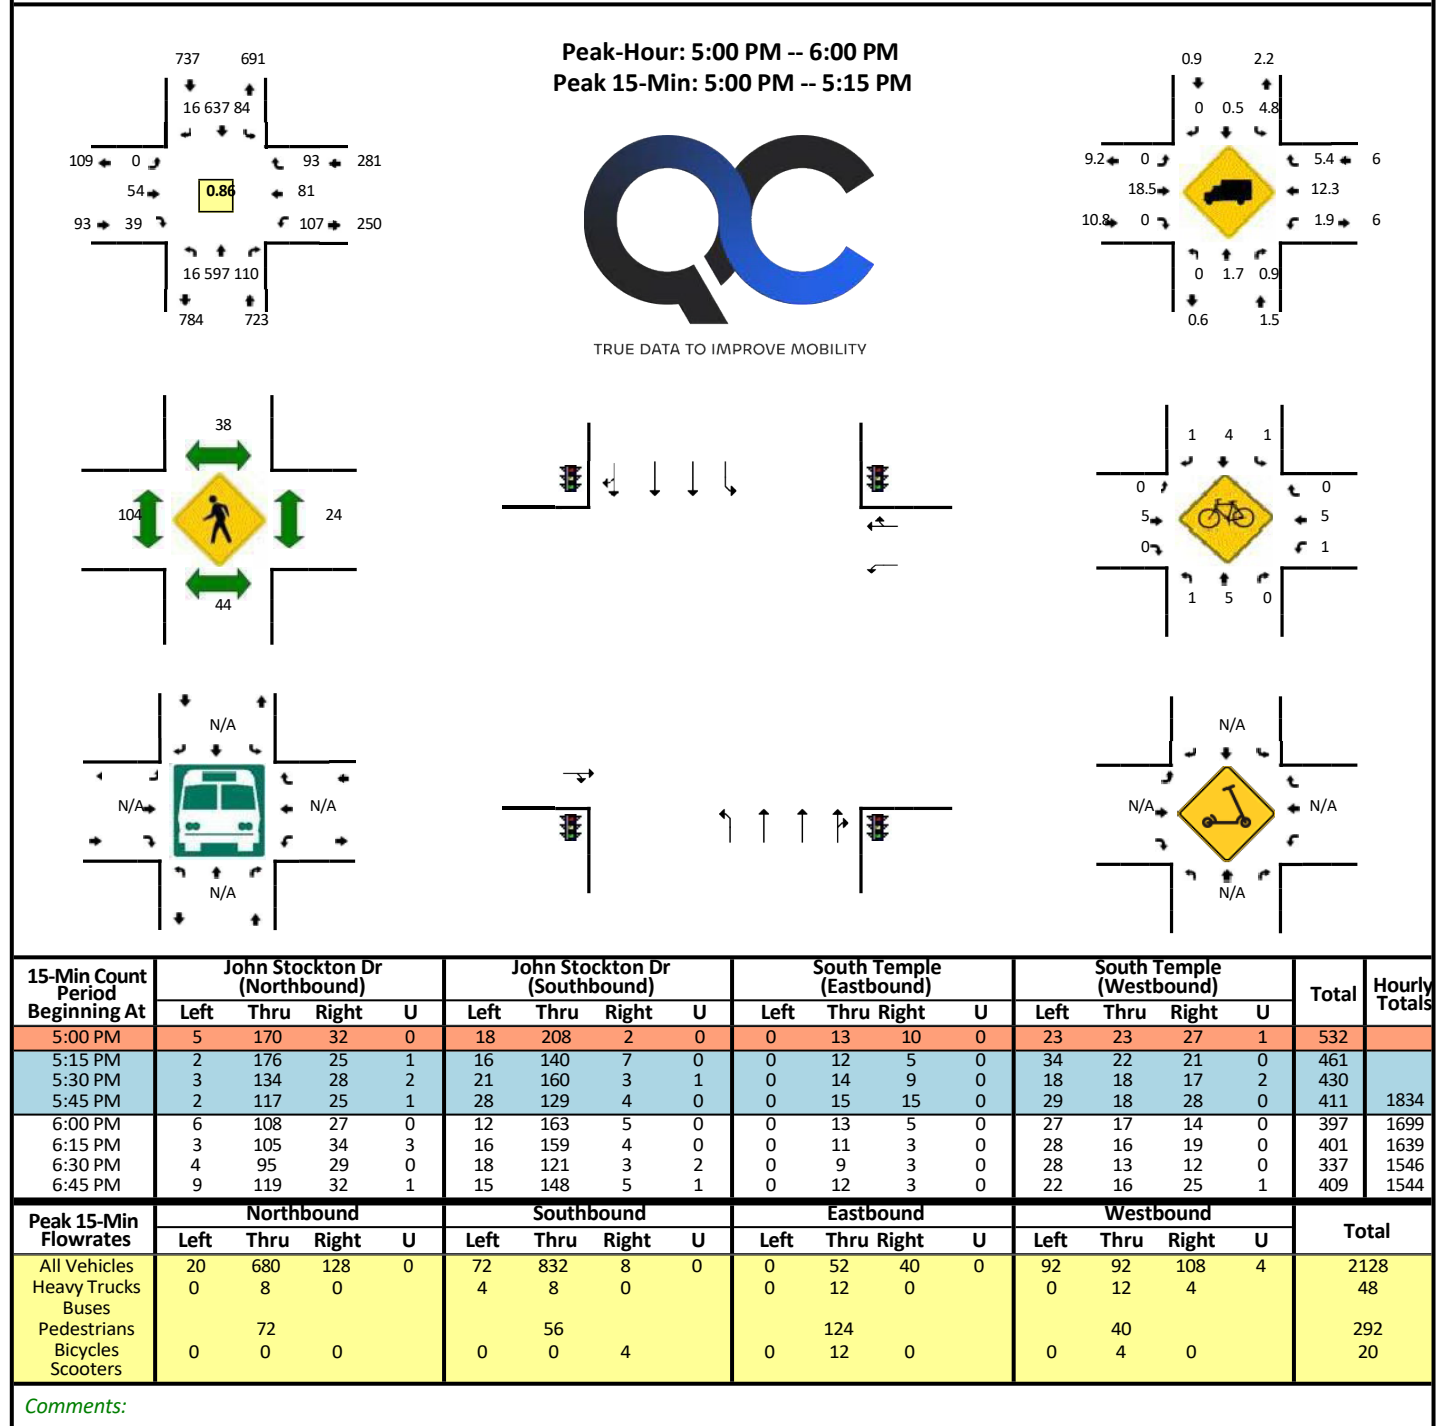 Peak-Hour: 5:00 PM -- 6:00 PM
Peak 15-Min: 5:00 PM -- 5:15 PM
737 691
16 637 84
109 0 93 281
54 0.86 81
93 39 107 250
16 597 110
784 723
QC
TRUE DATA TO IMPROVE MOBILITY
0.9 2.2
0 0.5 4.8
9.2 0 5.4 6
18.5 12.3
10.8 0 1.9 6
0 1.7 0.9
0.6 1.5
38
104 24
44
1 4 1
0 0
5 5
0 1
1 5 0
N/A
N/A N/A
N/A
N/A
N/A N/A
N/A
15-Min Count Period Beginning At John Stockton Dr (Northbound) John Stockton Dr (Southbound) South Temple (Eastbound) South Temple (Westbound) Total Hourly Totals
Left Thru Right U Left Thru Right U Left Thru Right U Left Thru Right U
5:00 PM 5 170 32 0 18 208 2 0 0 13 10 0 23 23 27 1 532
5:15 PM 2 176 25 1 16 140 7 0 0 12 5 0 34 22 21 0 461
5:30 PM 3 134 28 2 21 160 3 1 0 14 9 0 18 18 17 2 430
5:45 PM 2 117 25 1 28 129 4 0 0 15 15 0 29 18 28 0 411 1834
6:00 PM 6 108 27 0 12 163 5 0 0 13 5 0 27 17 14 0 397 1699
6:15 PM 3 105 34 3 16 159 4 0 0 11 3 0 28 16 19 0 401 1639
6:30 PM 4 95 29 0 18 121 3 2 0 9 3 0 28 13 12 0 337 1546
6:45 PM 9 119 32 1 15 148 5 1 0 12 3 0 22 16 25 1 409 1544
Peak 15-Min Flowrates Northbound Southbound Eastbound Westbound Total
Left Thru Right U Left Thru Right U Left Thru Right U Left Thru Right U
All Vehicles 20 680 128 0 72 832 8 0 0 52 40 0 92 92 108 4 2128
Heavy Trucks 0 8 0 4 8 0 0 12 0 0 12 4 48
Buses
Pedestrians 72 56 124 40 292
Bicycles 0 0 0 0 0 4 0 12 0 0 4 0 20
Scooters
Comments: